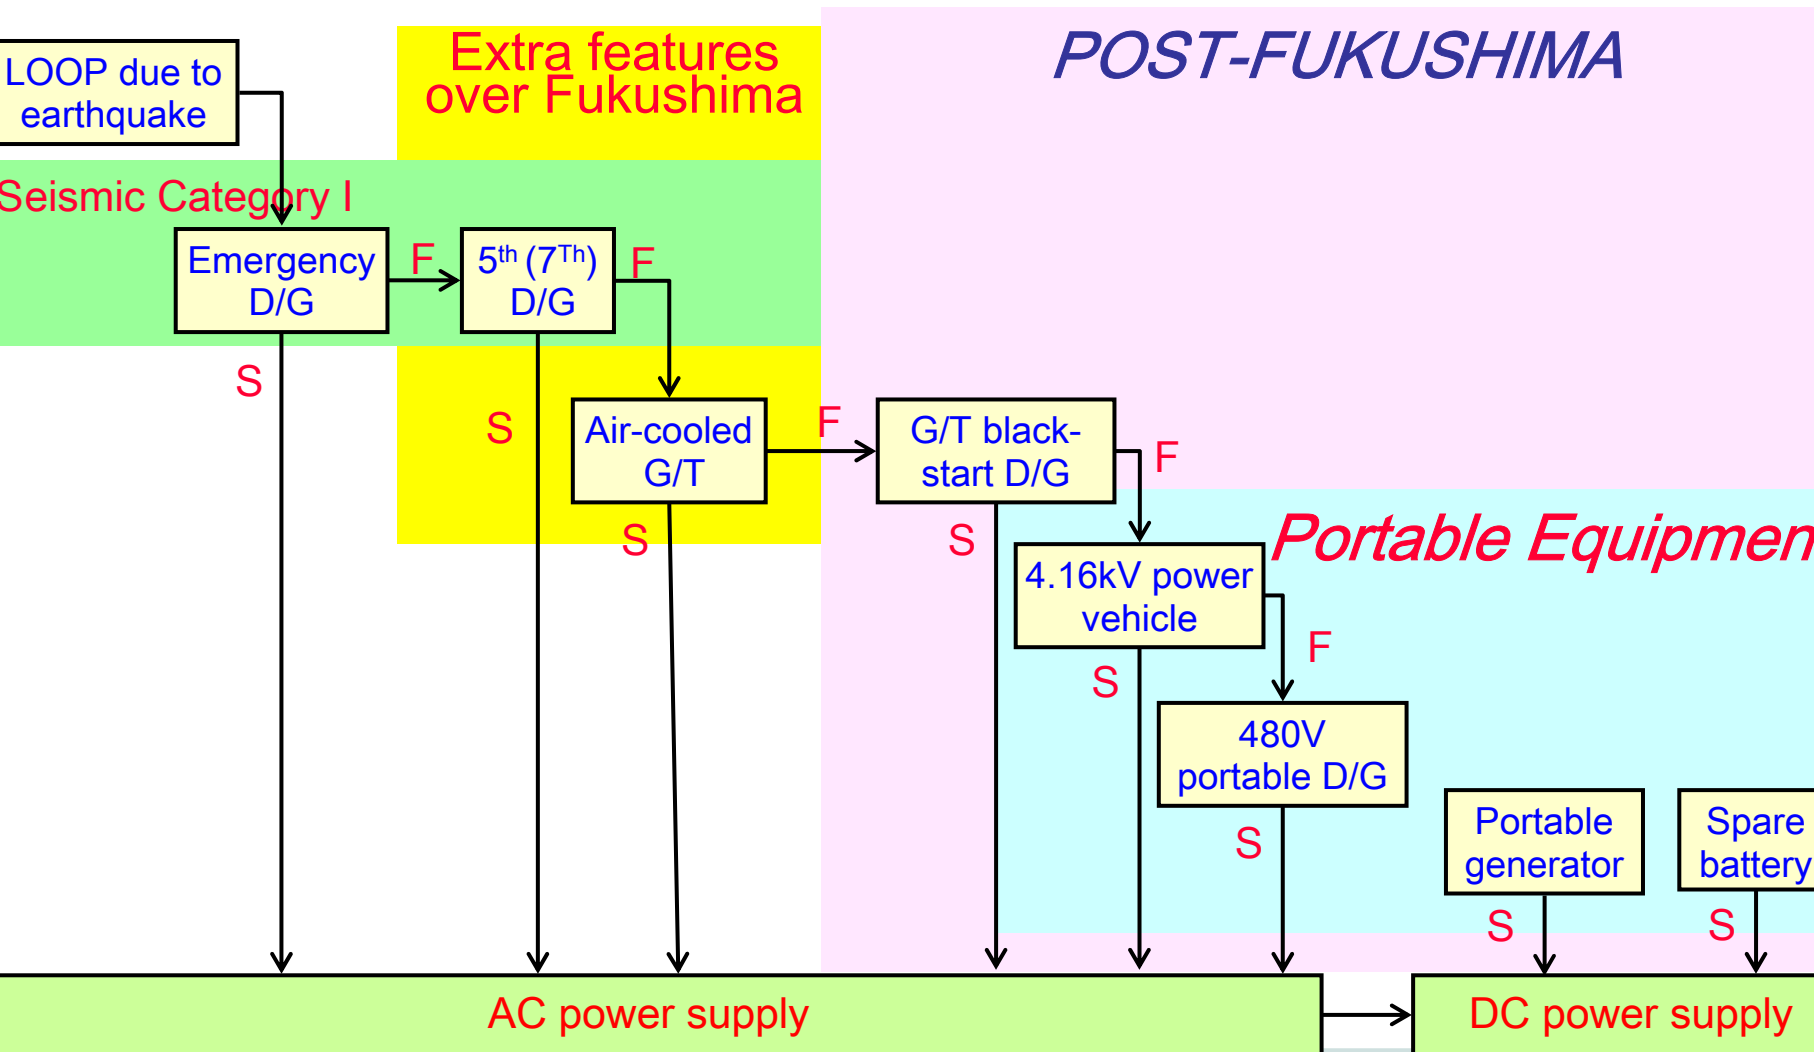 LOOP due to
earthquake
Extra features
over Fukushima
POST-FUKUSHIMA
Seismic Category I
Emergency
D/G
F
5th (7Th)
D/G
F
S
S
Air-cooled
G/T
F
S
G/T black-
start D/G
F
S
Portable Equipmen
4.16kV power
vehicle
F
S
480V
portable D/G
S
Portable
generator
S
Spare
battery
S
AC power supply
DC power supply